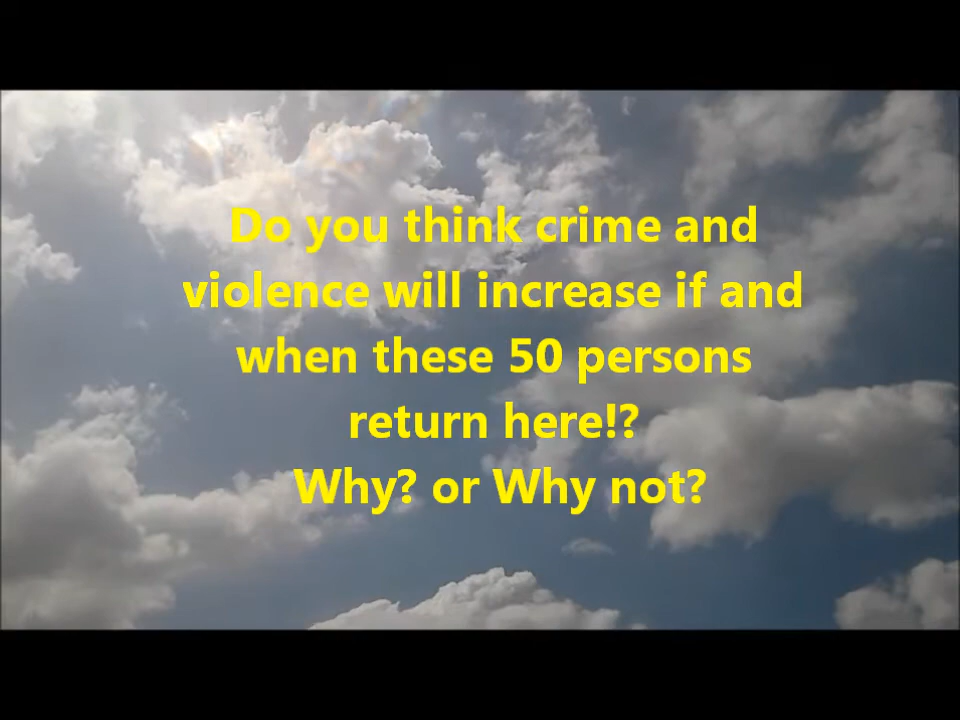 Do you think crime and
violence will increase if and
when these 50 persons
return here!?
Why? or Why not?